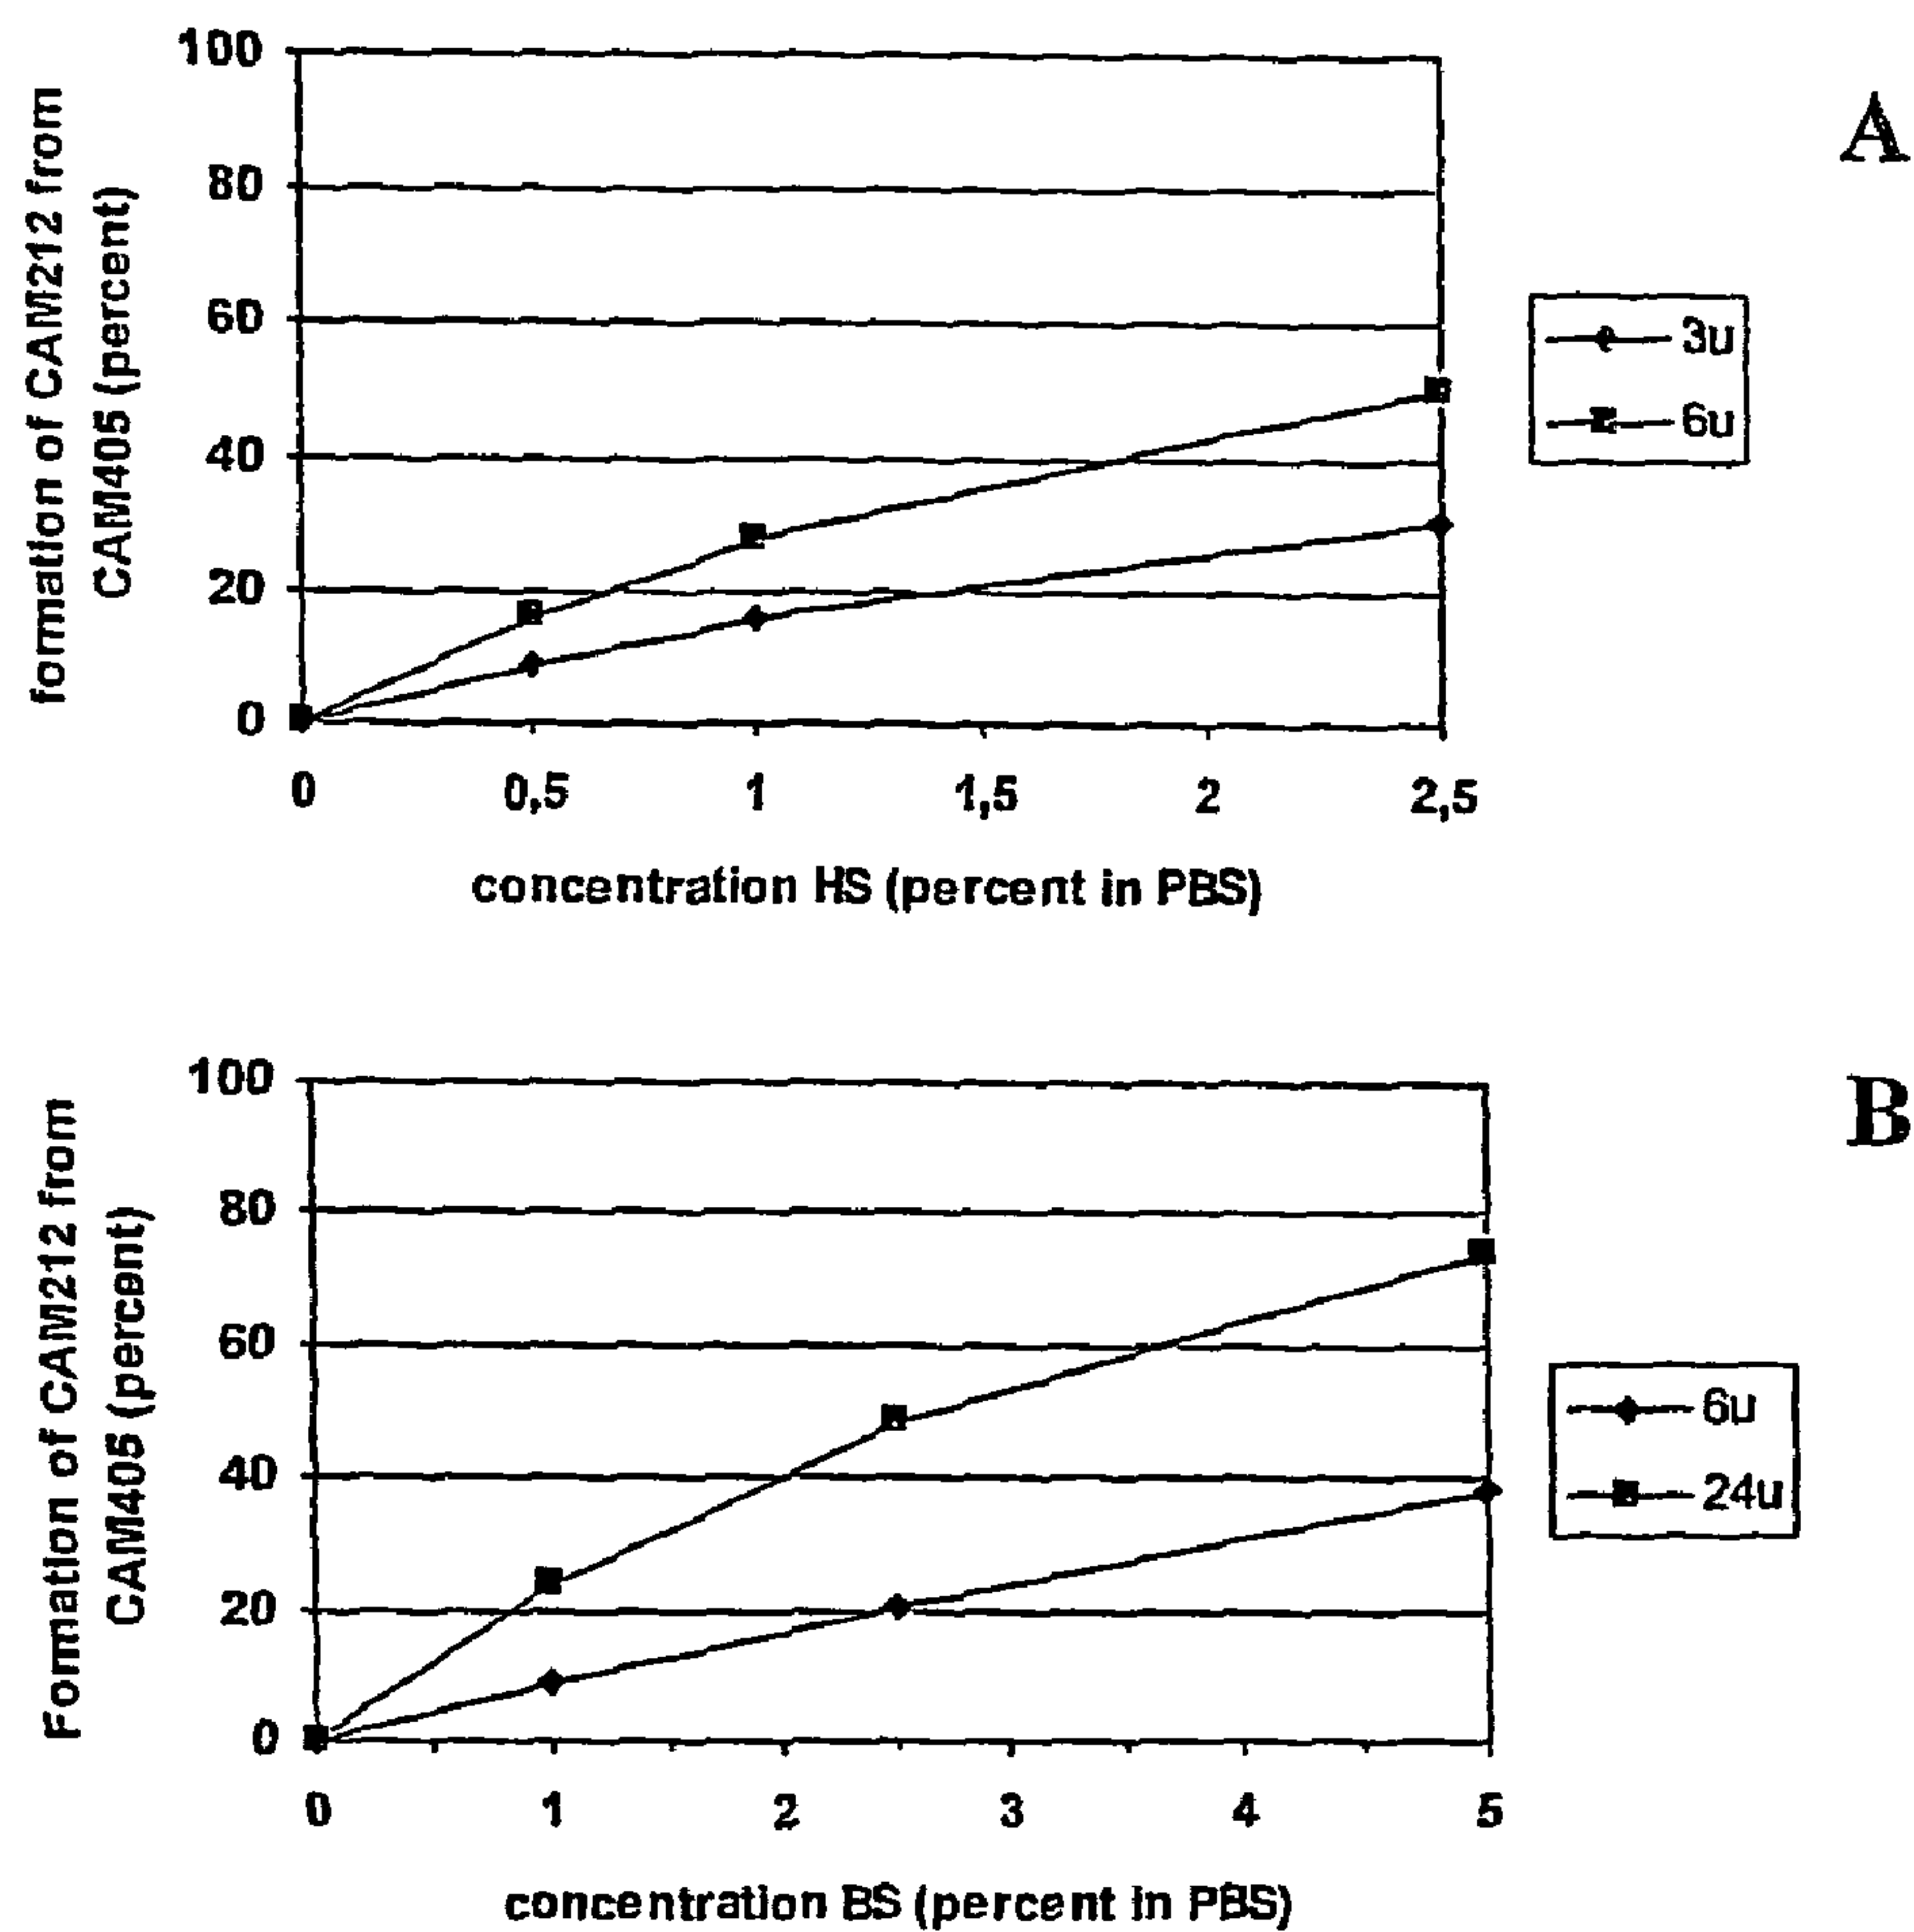 A
formation of CAM212 from
CAM405 (percent)
100
80
60
40
20
0
0
0,5
1
1,5
2
2,5
concentration HS (percent in PBS)
3u
6u
B
Formation of CAM212 from
CAM405 (percent)
100
80
60
40
20
0
0
1
2
3
4
5
concentration BS (percent in PBS)
6u
24u